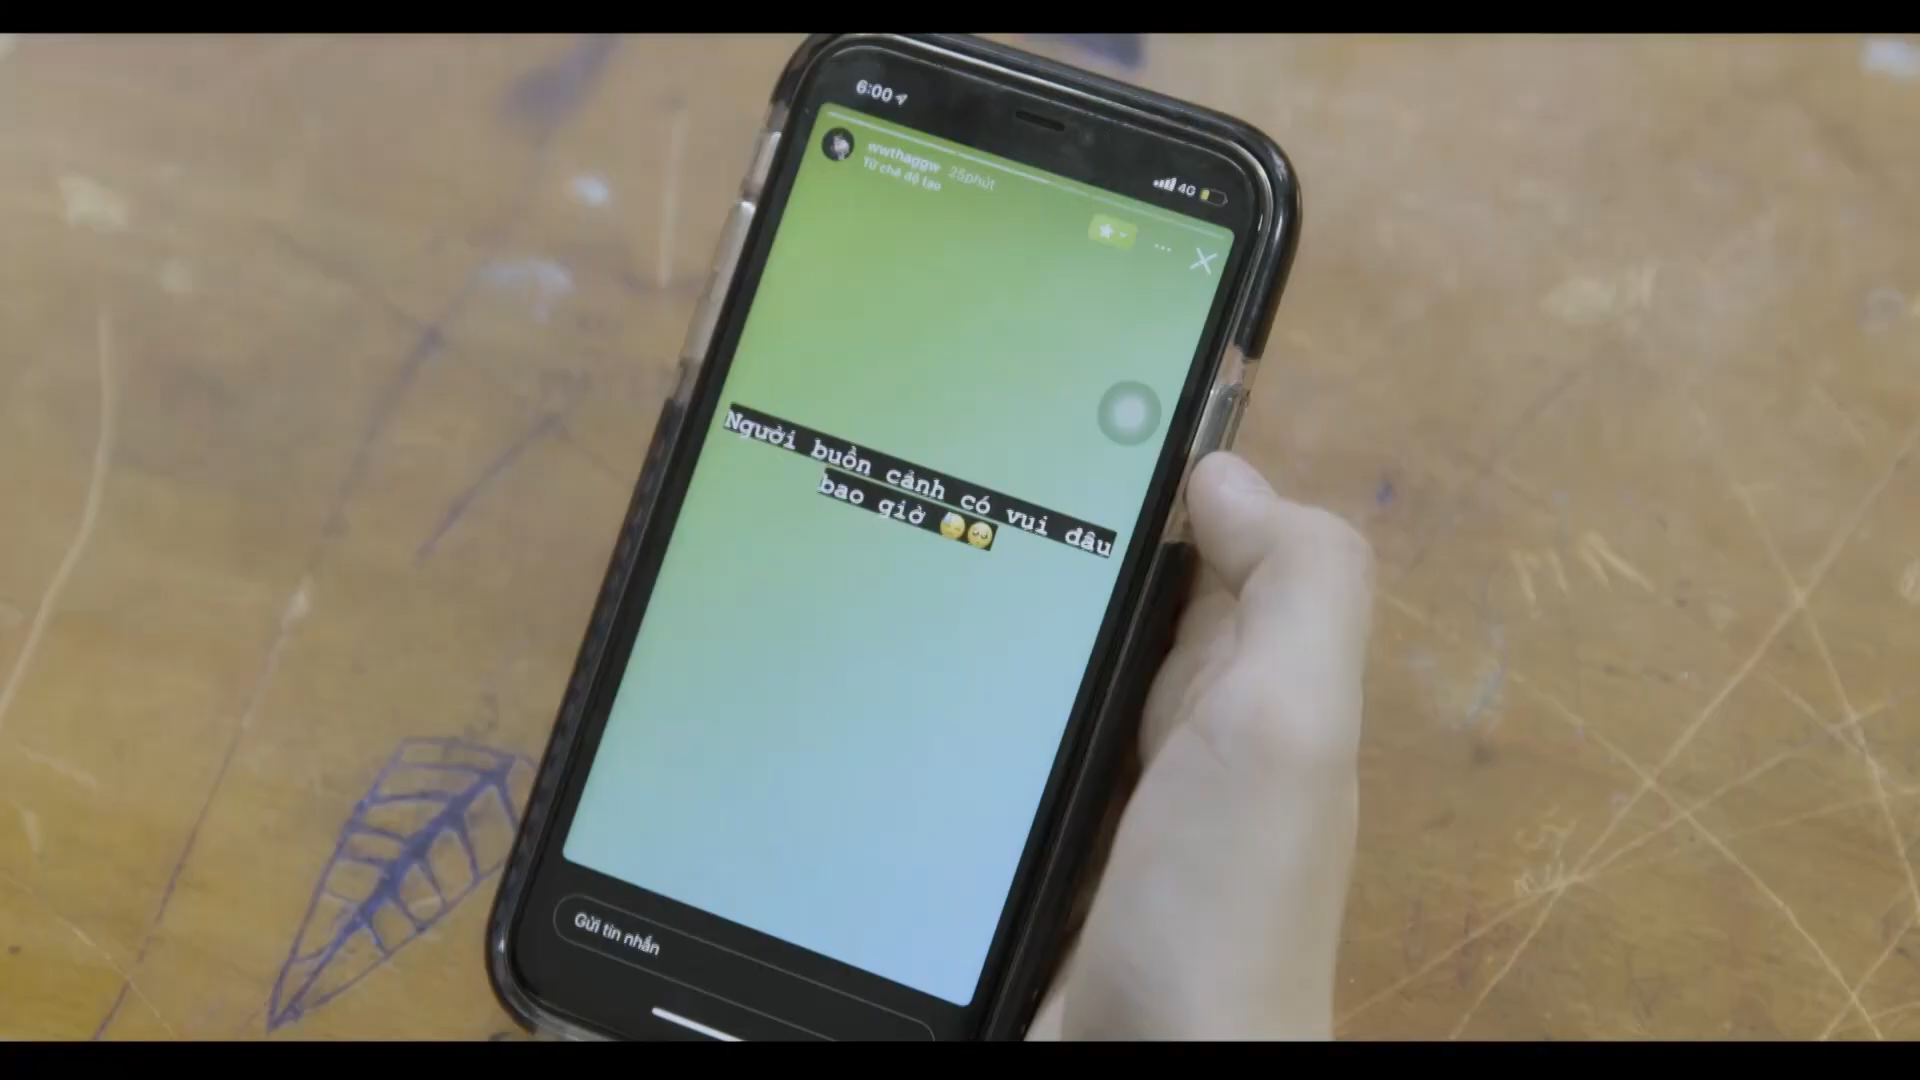 6:00
4G
wwthaggw 25phút
Từ chế độ tạo
Người buồn cảnh có vui đâu
bao giờ 😓🥺
Gửi tin nhắn